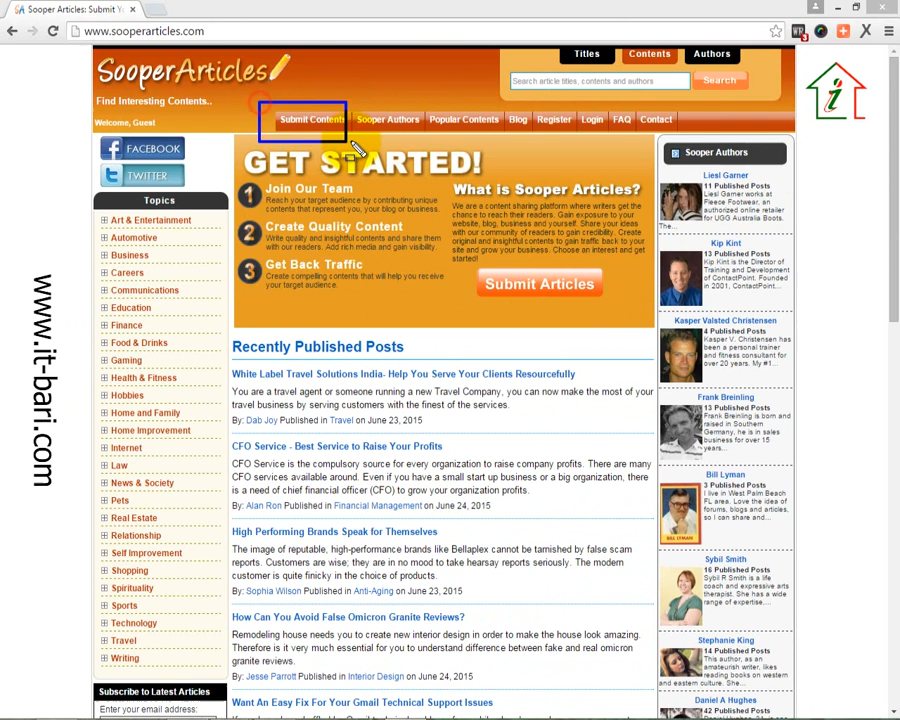 SooperArticles: Submit Y
www.sooperarticles.com
3
SooperArticles
Find Interesting Contents..
Welcome, Guest
Titles
Contents
Authors
Search article titles, contents and authors
Search
i
Submit Contents
Sooper Authors
Popular Contents
Blog
Register
Login
FAQ
Contact
FACEBOOK
TWITTER
Topics
Art & Entertainment
Automotive
Business
Careers
Communications
Education
Finance
Food & Drinks
Gaming
Health & Fitness
Hobbies
Home and Family
Home Improvement
Internet
Law
News & Society
Pets
Real Estate
Relationship
Self Improvement
Shopping
Spirituality
Sports
Technology
Travel
Writing
Subscribe to Latest Articles
Enter your email address:
GET STARTED!
1 Join Our Team
Reach your target audience by contributing unique
contents that represent you, your blog or business.
2 Create Quality Content
Write quality and insightful contents and share them
with our readers. Add rich media and gain visibility.
3 Get Back Traffic
Create compelling contents that will help you receive
your target audience.
What is Sooper Articles?
We are a content sharing platform where writers get the
chance to reach their readers. Gain exposure to your
website, blog, business and yourself. Share your ideas
with our community of readers to gain credibility. Create
original and insightful contents to gain traffic back to your
site and grow your business. Choose an interest and get
started!
Submit Articles
Recently Published Posts
White Label Travel Solutions India- Help You Serve Your Clients Resourcefully
You are a travel agent or someone running a new Travel Company, you can now make the most of your
travel business by serving customers with the finest of the services.
By: Dab Joy Published in Travel on June 23, 2015
CFO Service - Best Service to Raise Your Profits
CFO Service is the compulsory source for every organization to raise company profits. There are many
CFO services available around. Even if you have a small start up business or a big organization, there
is a need of chief financial officer (CFO) to grow your organization profits.
By: Alan Ron Published in Financial Management on June 24, 2015
High Performing Brands Speak for Themselves
The image of reputable, high-performance brands like Bellaplex cannot be tarnished by false scam
reports. Customers are wise; they are in no mood to take hearsay reports seriously. The modern
customer is quite finicky in the choice of products.
By: Sophia Wilson Published in Anti-Aging on June 23, 2015
How Can You Avoid False Omicron Granite Reviews?
Remodeling house needs you to create new interior design in order to make the house look amazing.
Therefore it is very much essential for you to understand difference between fake and real omicron
granite reviews.
By: Jesse Parrott Published in Interior Design on June 24, 2015
Want An Easy Fix For Your Gmail Technical Support Issues
Sooper Authors
Liesl Garner
11 Published Posts
Liesl Garner works at
Fleece Footwear, an
authorized online retailer
for UGG Australia Boots.
The...
Kip Kint
13 Published Posts
Kip Kint is the Director of
Training and Development
of ContactPoint. Founded
in 2001, ContactPoint...
Kasper Valsted Christensen
4 Published Posts
Kasper V. Christensen has
been a personal trainer
and fitness consultant for
over 20 years. My #1...
Frank Breinling
13 Published Posts
Frank Breinling is born and
raised in Southern
Germany, he is in sales
business for over 15
years...
Bill Lyman
3 Published Posts
I live in West Palm Beach
FL area. Love the idea of
forums, blogs and articles,
so I can share and...
Sybil Smith
16 Published Posts
Sybil R Smith is a life
coach and expressive arts
therapist. She has a wide
range of expertise,...
Stephanie King
14 Published Posts
This author, as an
amateurish writer, likes
reading books on western
and eastern culture. She...
Daniel A Hughes
42 Published Posts
www.it-bari.com